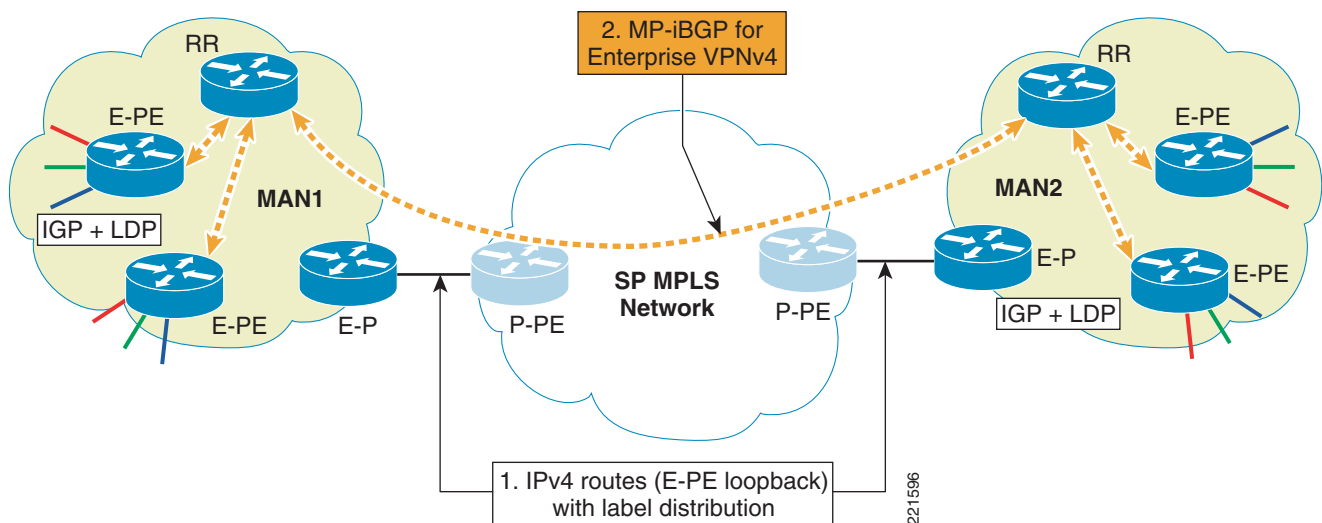 2. MP-iBGP for
Enterprise VPNv4
RR
RR
E-PE
E-PE
MAN1
MAN2
IGP + LDP
E-P
SP MPLS
Network
E-PE
IGP + LDP
E-PE
E-P
P-PE
P-PE
1. IPv4 routes (E-PE loopback)
with label distribution
221596